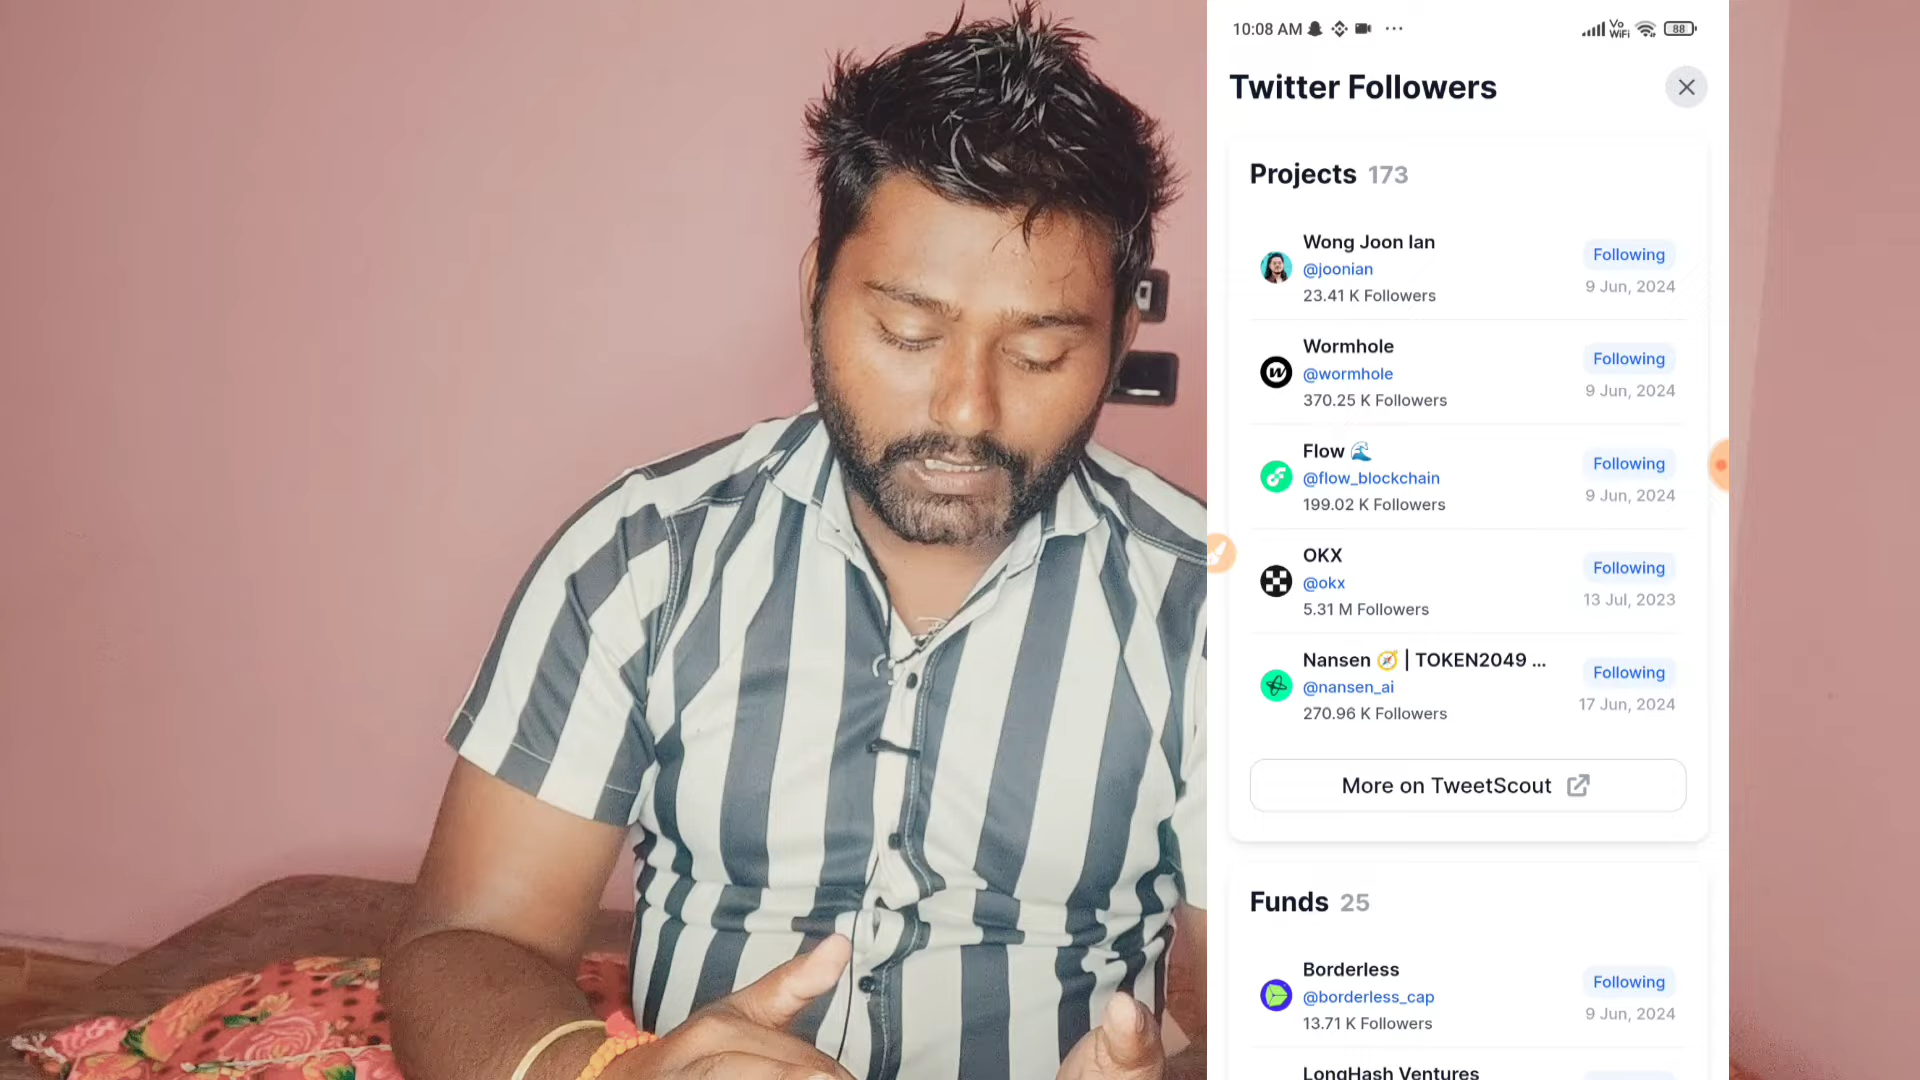 10:08 AM
Vo
WiFi
88
Twitter Followers
Projects 173
Wong Joon Ian
Following
@joonian
9 Jun, 2024
23.41 K Followers
Wormhole
Following
@wormhole
9 Jun, 2024
370.25 K Followers
Flow 🌊
Following
@flow_blockchain
9 Jun, 2024
199.02 K Followers
OKX
Following
@okx
13 Jul, 2023
5.31 M Followers
Nansen 🧭 | TOKEN2049 ...
Following
@nansen_ai
17 Jun, 2024
270.96 K Followers
More on TweetScout
Funds 25
Borderless
Following
@borderless_cap
9 Jun, 2024
13.71 K Followers
LongHash Ventures